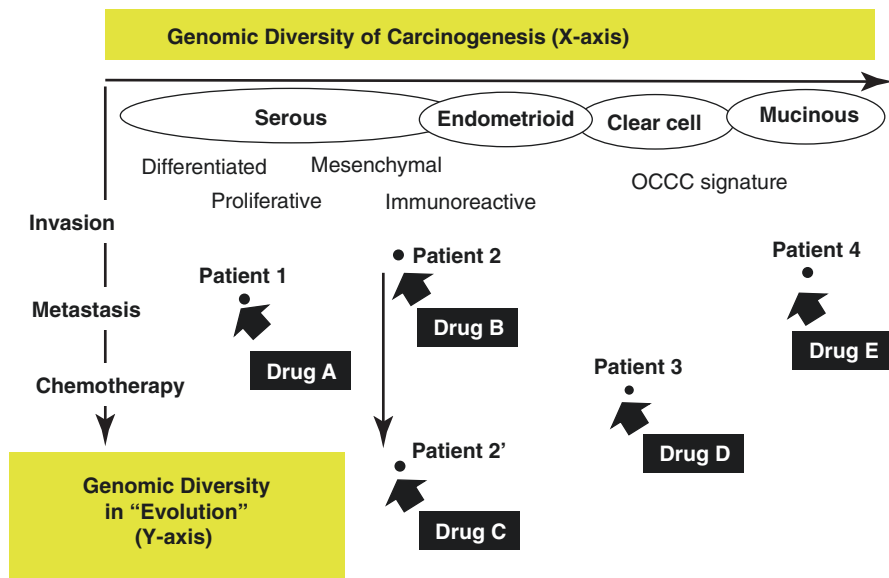 Genomic Diversity of Carcinogenesis (X-axis)
Serous
Endometrioid
Clear cell
Mucinous
Differentiated
Mesenchymal
OCCC signature
Proliferative
Immunoreactive
Invasion
Patient 1
Patient 2
Patient 4
Metastasis
Drug B
Drug A
Drug E
Chemotherapy
Patient 3
Patient 2’
Drug D
Genomic Diversity
in “Evolution”
(Y-axis)
Drug C